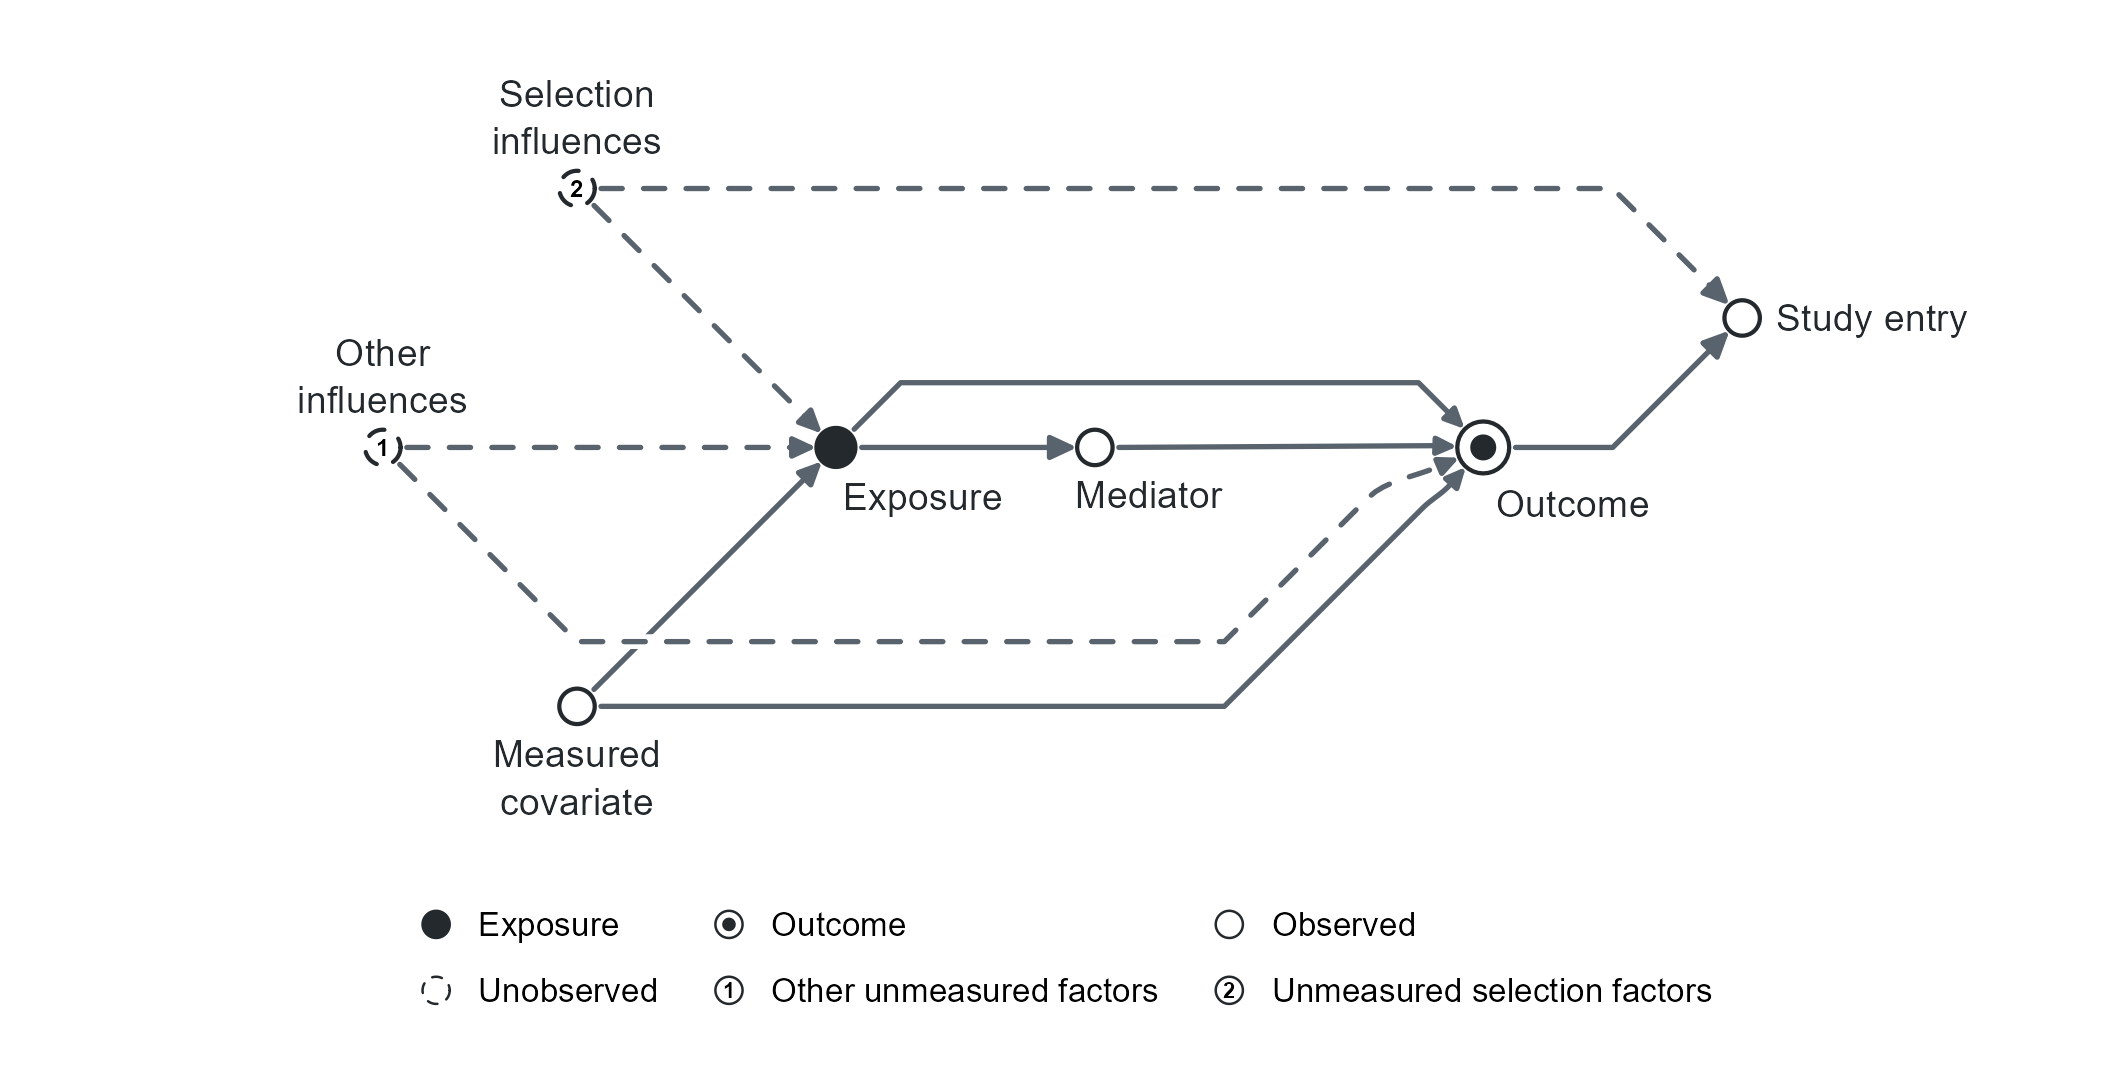 Selection
influences
2
Study entry
Other
influences
1
Exposure
Mediator
Outcome
Measured
covariate
Exposure
Outcome
Observed
Unobserved
1 Other unmeasured factors
2 Unmeasured selection factors